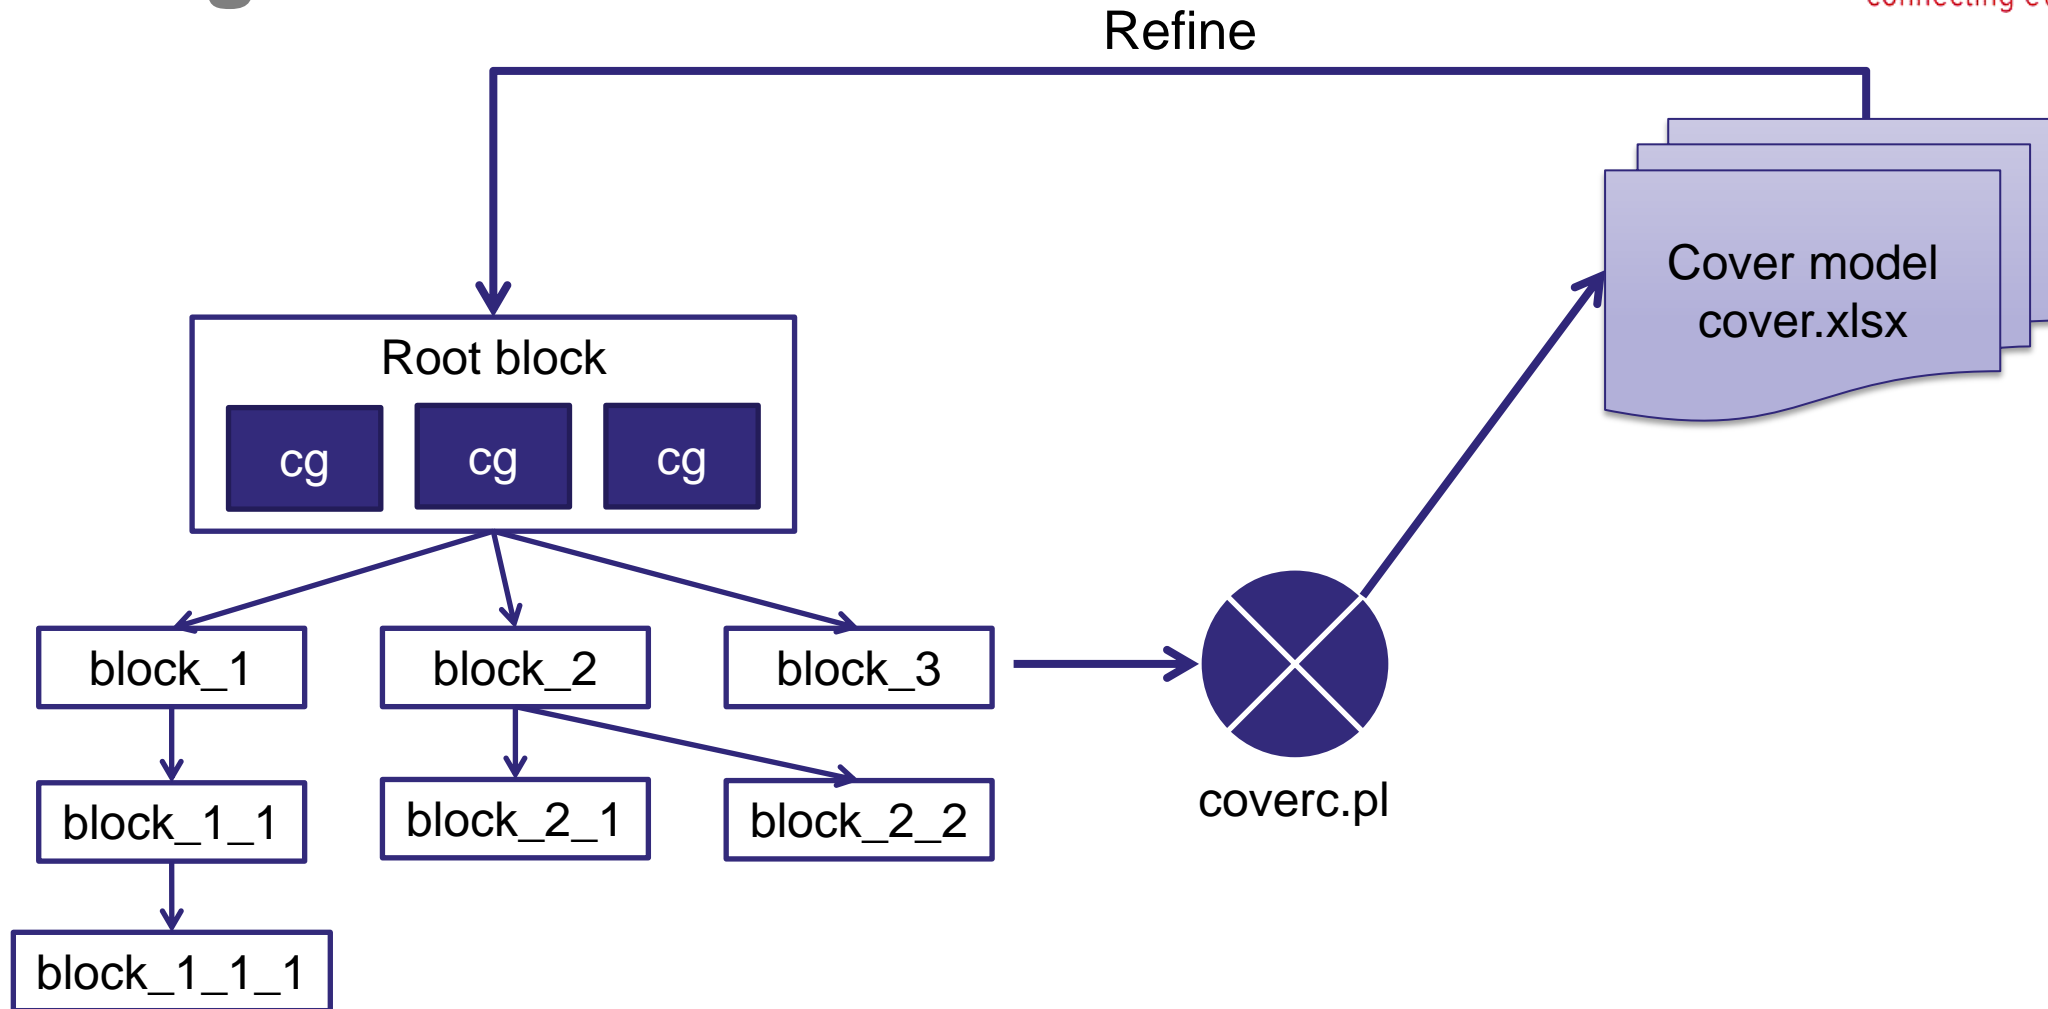 Refine
Cover model
cover.xlsx
Root block
cg cg cg
block_1 block_2 block_3
block_1_1 block_2_1 block_2_2
coverc.pl
block_1_1_1